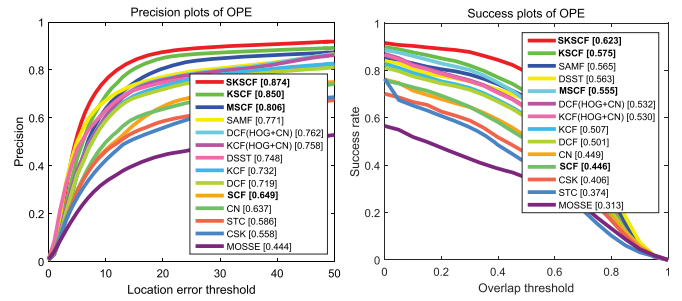 Precision plots of OPE
1
0.8
0.6
0.4
0.2
0
Precision
0 10 20 30 40 50
Location error threshold
SKSCF [0.874]
KSCF [0.850]
MSCF [0.806]
SAMF [0.771]
DCF(HOG+CN) [0.762]
KCF(HOG+CN) [0.758]
DSST [0.748]
KCF [0.732]
DCF [0.719]
SCF [0.649]
CN [0.637]
STC [0.586]
CSK [0.558]
MOSSE [0.444]
Success plots of OPE
1
0.8
0.6
0.4
0.2
0
Success rate
0 0.2 0.4 0.6 0.8 1
Overlap threshold
SKSCF [0.623]
KSCF [0.575]
SAMF [0.565]
DSST [0.563]
MSCF [0.555]
DCF(HOG+CN) [0.532]
KCF(HOG+CN) [0.530]
KCF [0.507]
DCF [0.501]
CN [0.449]
SCF [0.446]
CSK [0.406]
STC [0.374]
MOSSE [0.313]